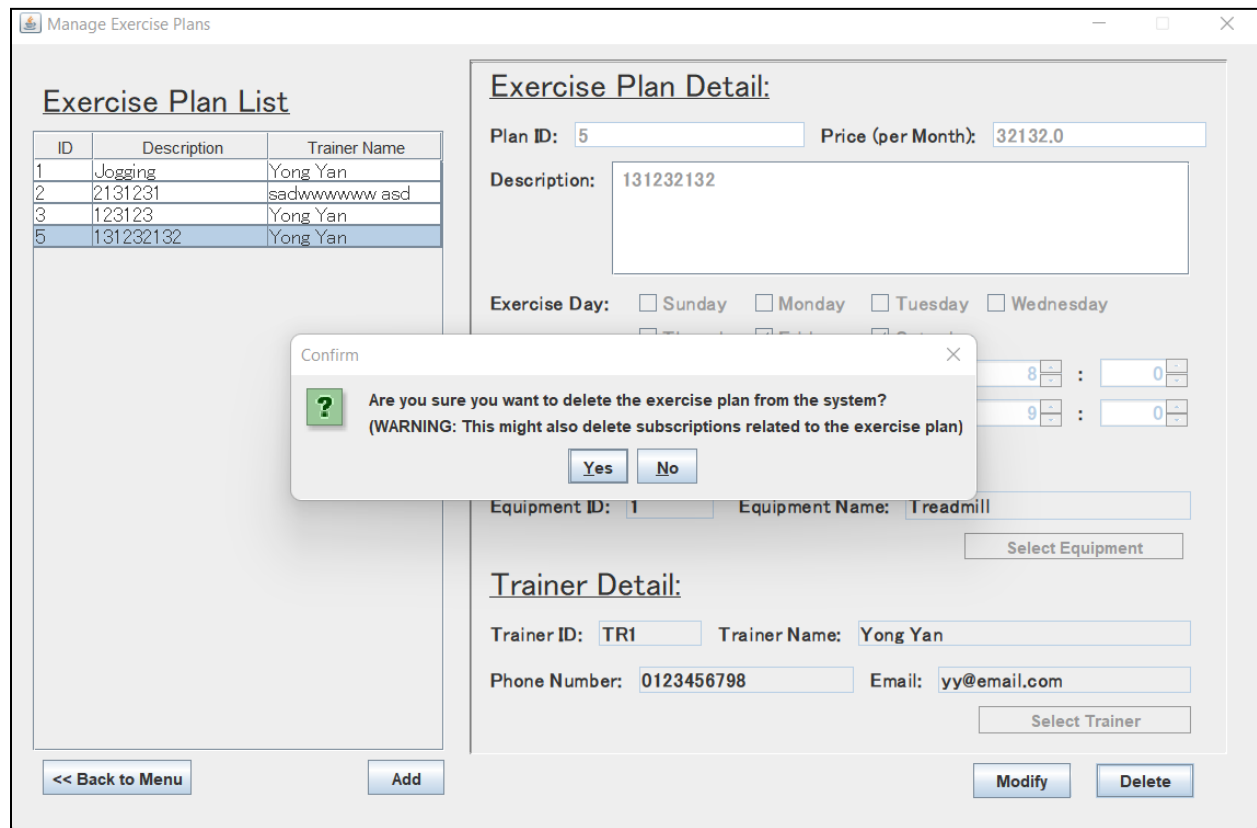 Manage Exercise Plans
Exercise Plan List
ID Description Trainer Name
1 Jogging Yong Yan
2 2131231 sadwwwwww asd
3 123123 Yong Yan
5 131232132 Yong Yan
<< Back to Menu Add
Exercise Plan Detail:
Plan ID: 5 Price (per Month): 32132.0
Description: 131232132
Exercise Day: Sunday Monday Tuesday Wednesday
8 : 0
9 : 0
Confirm
Are you sure you want to delete the exercise plan from the system?
(WARNING: This might also delete subscriptions related to the exercise plan)
Yes No
Equipment ID: 1 Equipment Name: Treadmill
Select Equipment
Trainer Detail:
Trainer ID: TR1 Trainer Name: Yong Yan
Phone Number: 0123456798 Email: yy@email.com
Select Trainer
Modify Delete